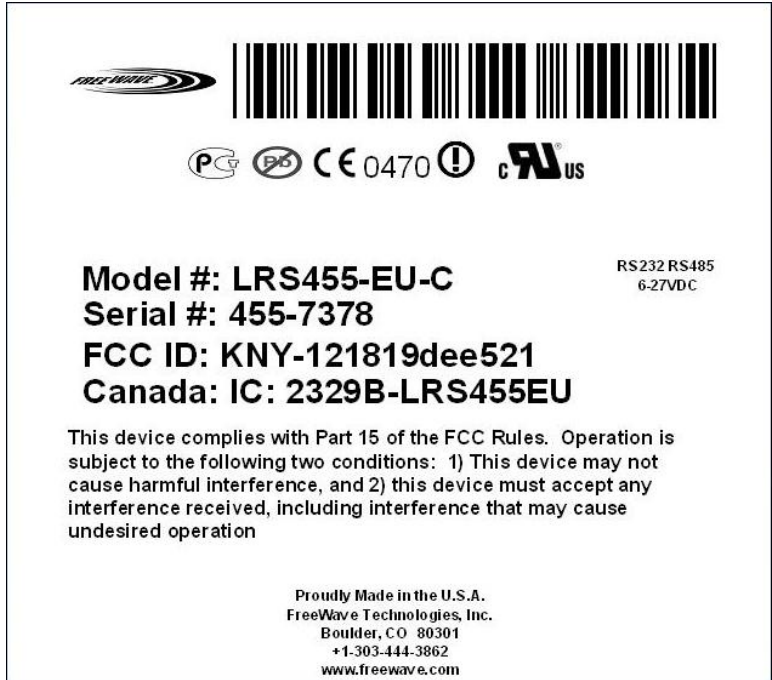 FREEWAVE
PCT Pb CE 0470 ! c RU ® US
RS232 RS485
6-27VDC
Model #: LRS455-EU-C
Serial #: 455-7378
FCC ID: KNY-121819dee521
Canada: IC: 2329B-LRS455EU
This device complies with Part 15 of the FCC Rules.  Operation is
subject to the following two conditions:  1) This device may not
cause harmful interference, and 2) this device must accept any
interference received, including interference that may cause
undesired operation
Proudly Made in the U.S.A.
FreeWave Technologies, Inc.
Boulder, CO  80301
+1-303-444-3862
www.freewave.com